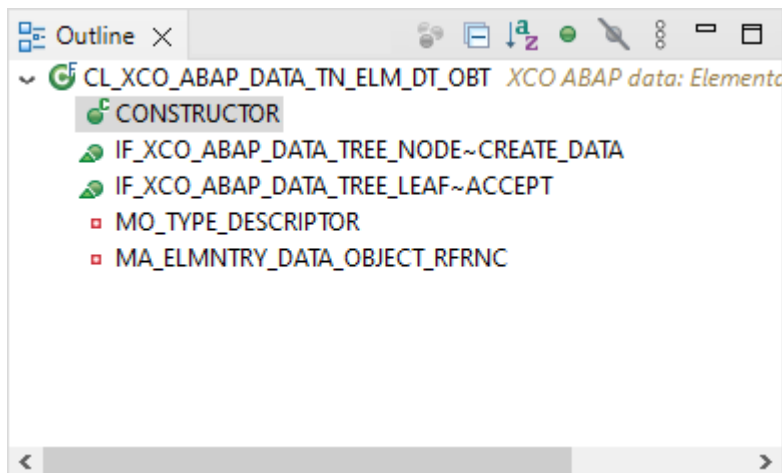 Outline
CL_XCO_ABAP_DATA_TN_ELM_DT_OBT XCO ABAP data: Elementa
CONSTRUCTOR
IF_XCO_ABAP_DATA_TREE_NODE~CREATE_DATA
IF_XCO_ABAP_DATA_TREE_LEAF~ACCEPT
MO_TYPE_DESCRIPTOR
MA_ELMNTRY_DATA_OBJECT_RFRNC